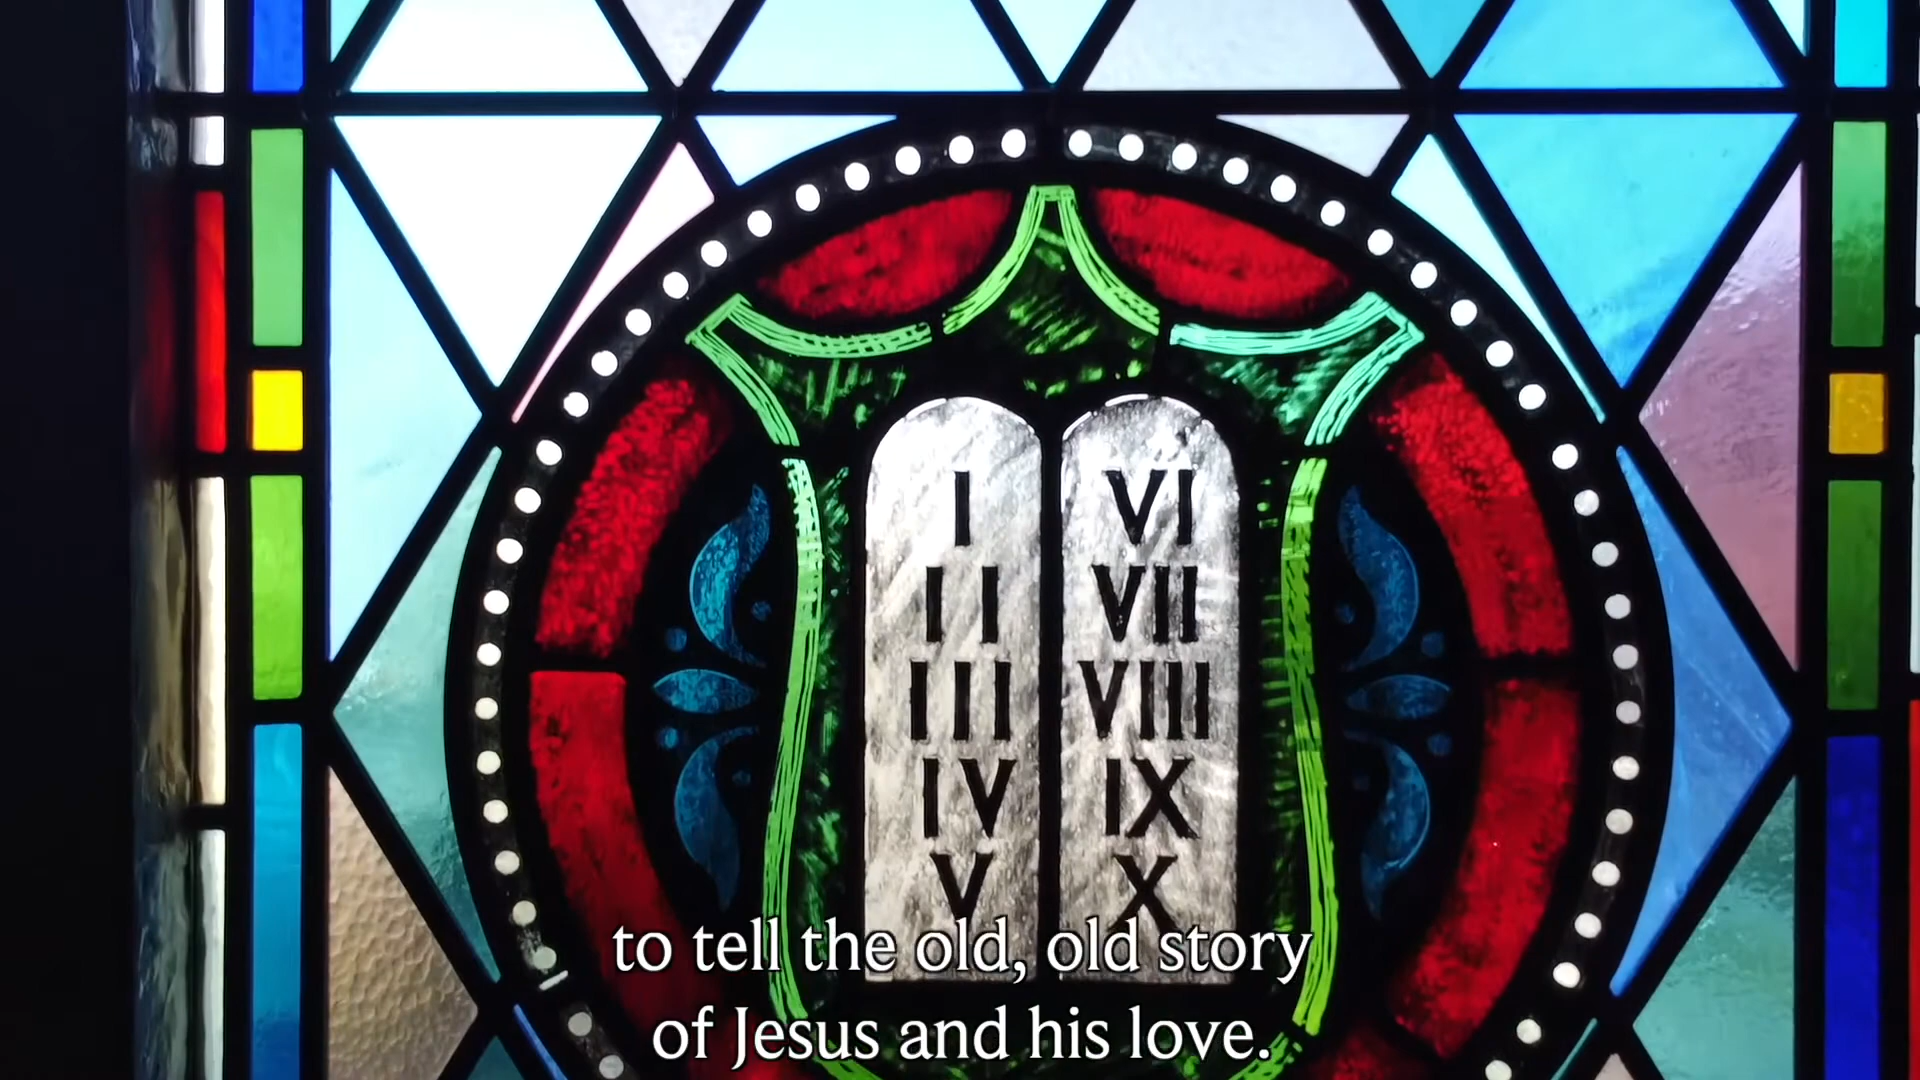 I
II
III
IV
V
VI
VII
VIII
IX
X
to tell the old, old story
of Jesus and his love.